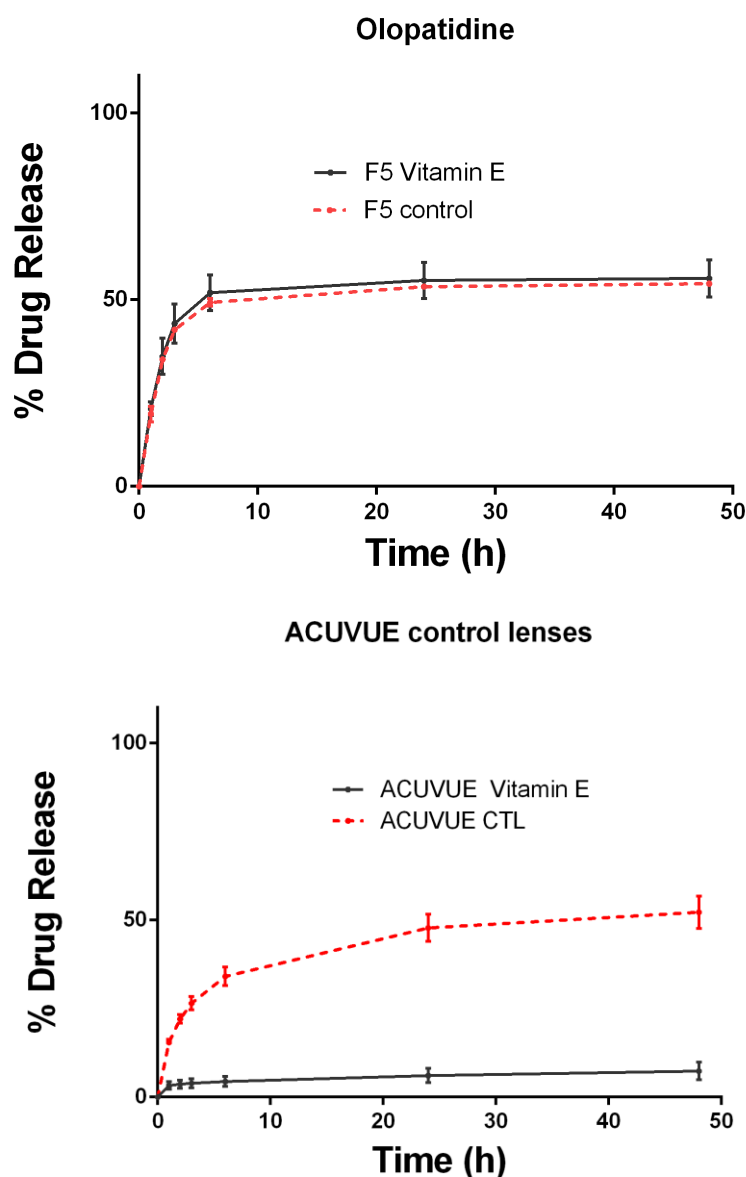 Olopatidine
% Drug Release
100
50
0
F5 Vitamin E
F5 control
0 10 20 30 40 50
Time (h)
ACUVUE control lenses
% Drug Release
100
50
0
ACUVUE Vitamin E
ACUVUE CTL
0 10 20 30 40 50
Time (h)